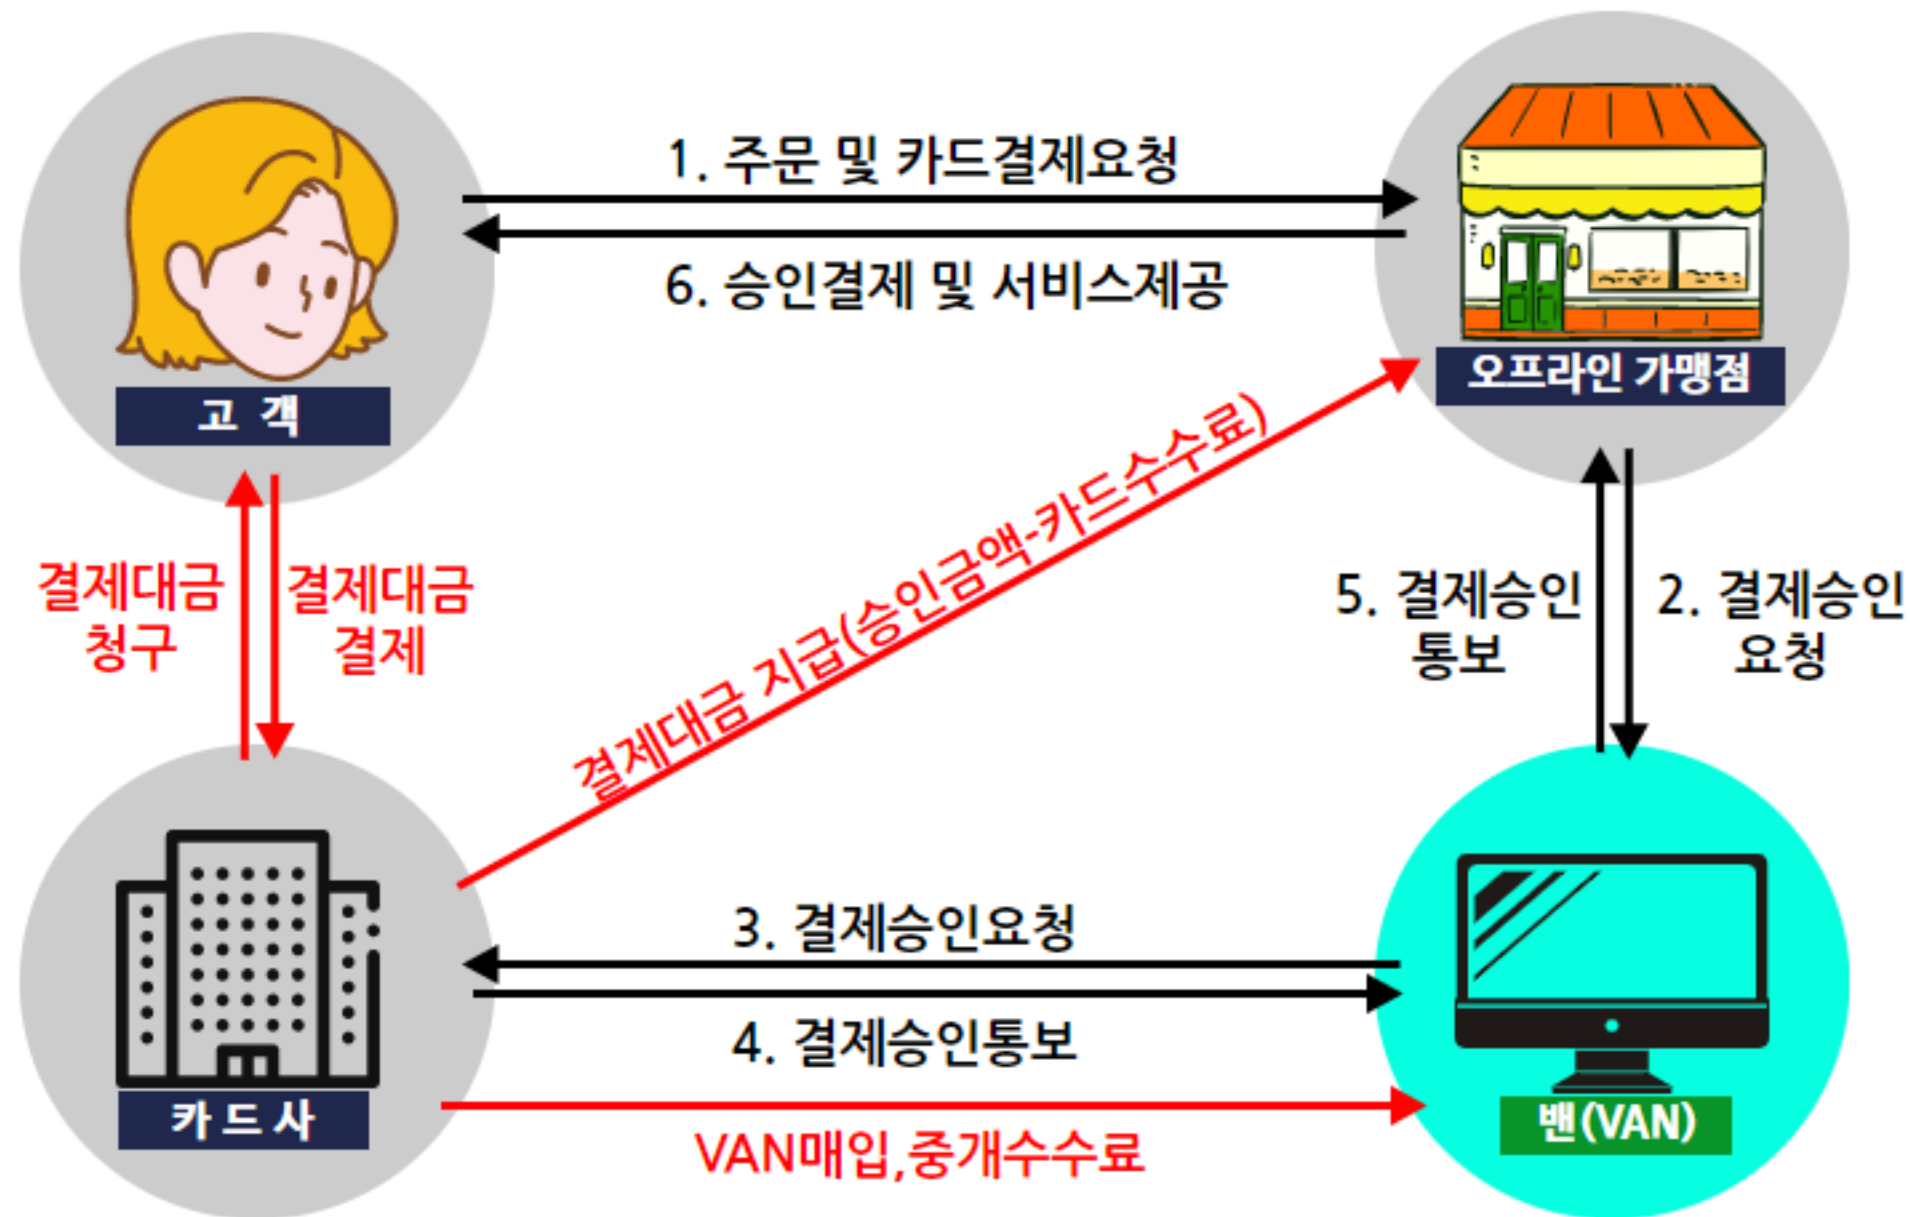 1. 주문 및 카드결제요청
6. 승인결제 및 서비스제공
오프라인 가맹점
고 객
결제대금 지급(승인금액-카드수수료)
결제대금
청구
결제대금
결제
5. 결제승인
통보
2. 결제승인
요청
3. 결제승인요청
4. 결제승인통보
카 드 사
밴(VAN)
VAN매입,중개수수료